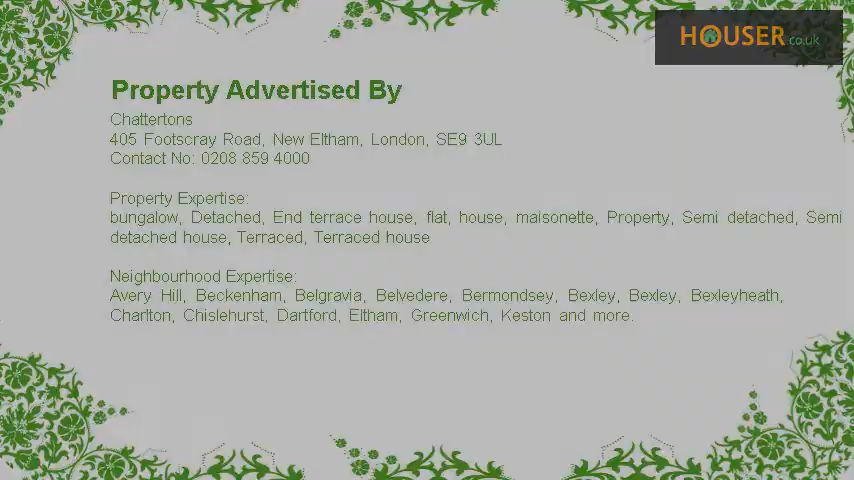 HOUSER.co.uk
Property Advertised By
Chattertons
405 Footscray Road, New Eltham, London, SE9 3UL
Contact No: 0208 859 4000
Property Expertise:
bungalow, Detached, End terrace house, flat, house, maisonette, Property, Semi detached, Semi
detached house, Terraced, Terraced house
Neighbourhood Expertise:
Avery Hill, Beckenham, Belgravia, Belvedere, Bermondsey, Bexley, Bexley, Bexleyheath,
Charlton, Chislehurst, Dartford, Eltham, Greenwich, Keston and more.